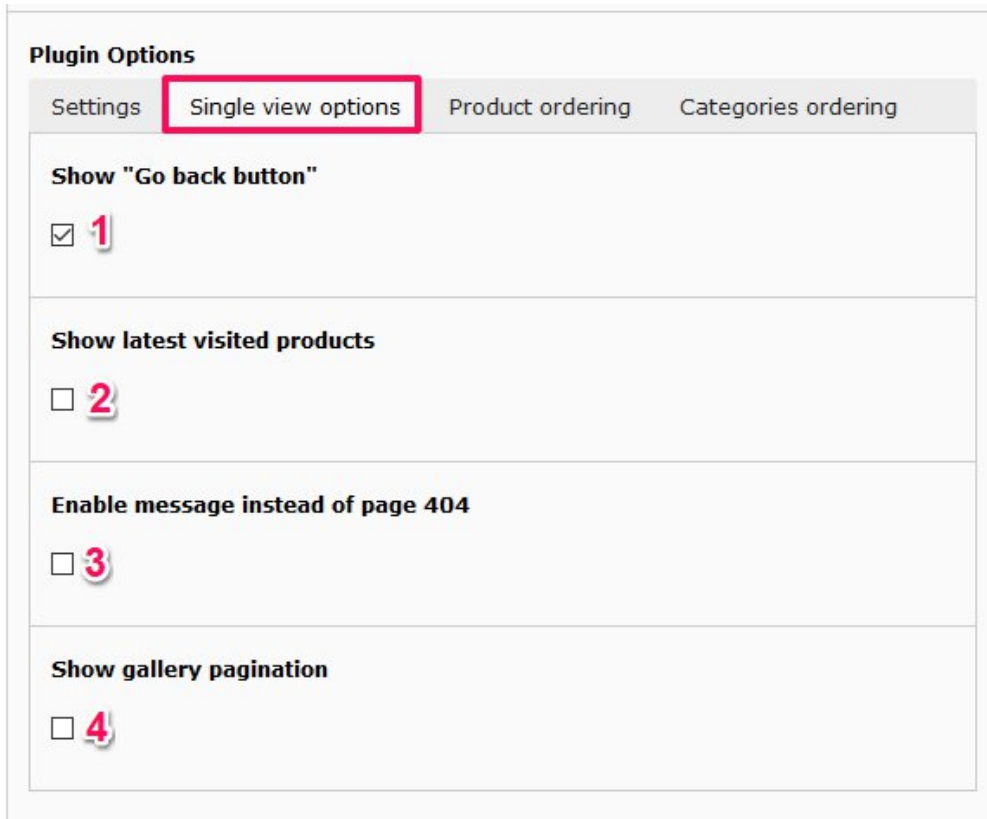 Plugin Options
Settings Single view options Product ordering Categories ordering
Show "Go back button"
1
Show latest visited products
2
Enable message instead of page 404
3
Show gallery pagination
4